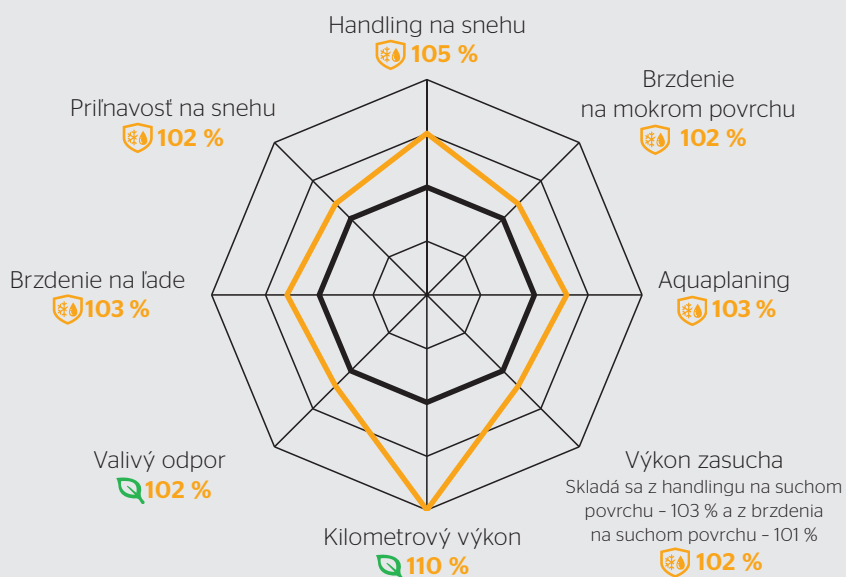 Handling na snehu
105 %
Priľnavosť na snehu
102 %
Brzdenie
na mokrom povrchu
102 %
Brzdenie na ľade
103 %
Aquaplaning
103 %
Valivý odpor
102 %
Výkon zasucha
Skladá sa z handlingu na suchom
povrchu - 103 % a z brzdenia
na suchom povrchu - 101 %
102 %
Kilometrový výkon
110 %